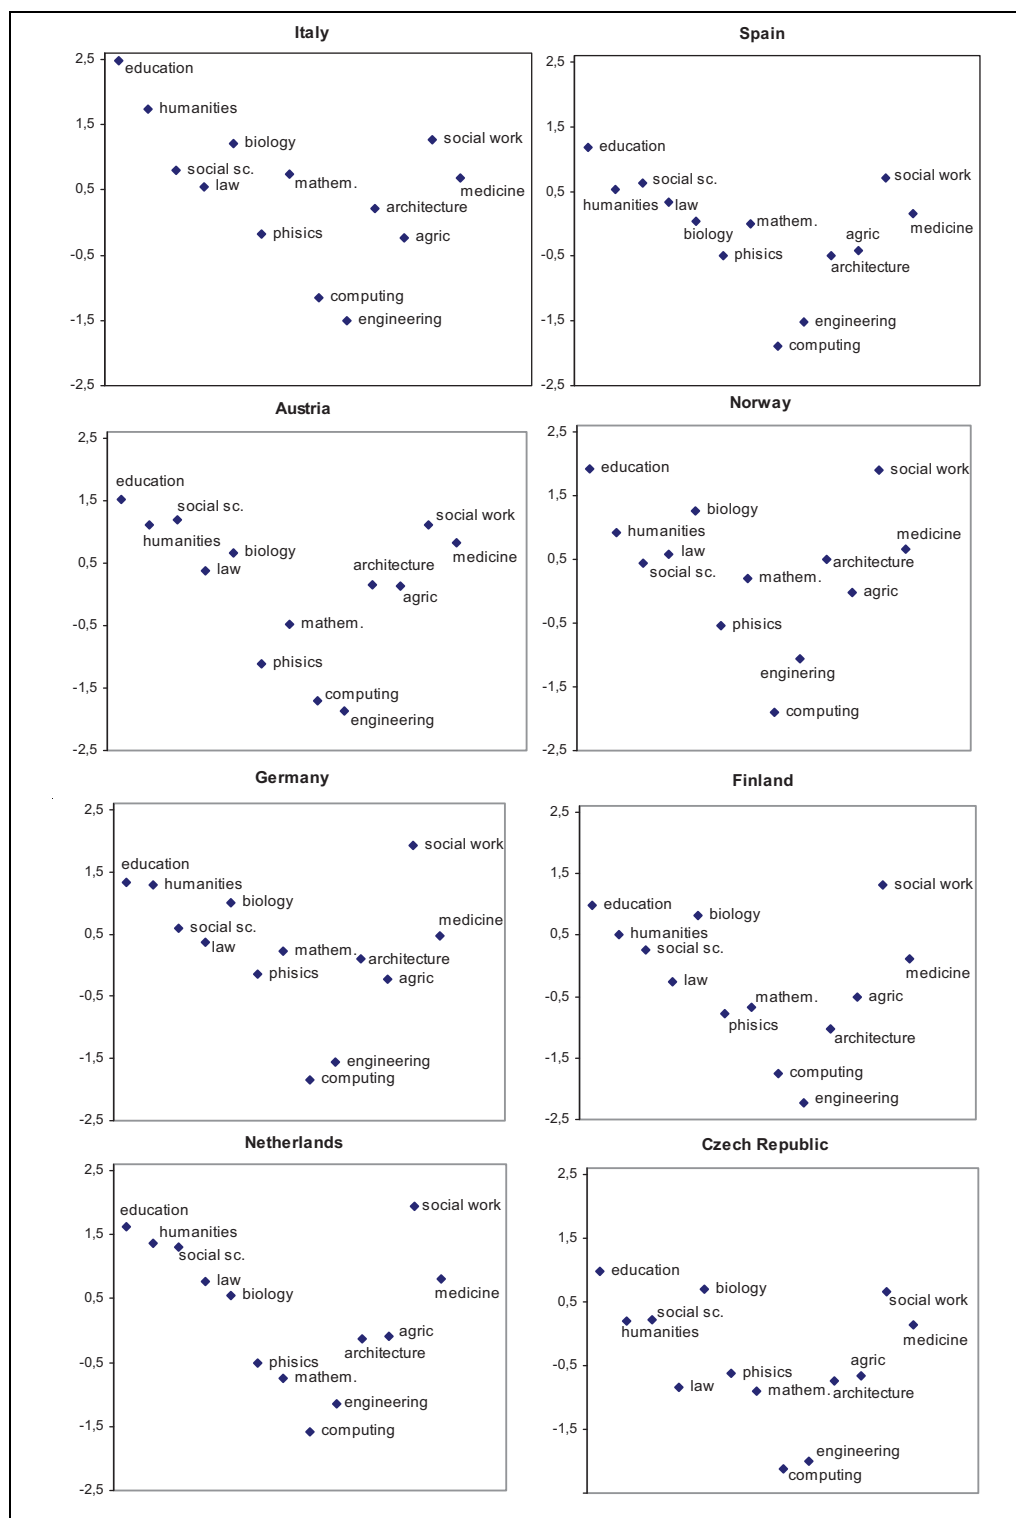 Italy
2,5
education
humanities
1,5
biology
social work
social sc.
mathem.
medicine
0,5
law
architecture
phisics
agric
-0,5
computing
-1,5
engineering
-2,5
Spain
2,5
1,5
education
social sc.
social work
0,5
humanities
law
mathem.
medicine
biology
agric
-0,5
phisics
architecture
-1,5
engineering
computing
-2,5
Austria
2,5
education
1,5
social sc.
social work
humanities
biology
medicine
0,5
law
architecture
agric
-0,5
mathem.
phisics
-1,5
computing
engineering
-2,5
Norway
2,5
education
social work
1,5
biology
humanities
medicine
law
0,5
social sc.
architecture
mathem.
agric
-0,5
phisics
enginering
-1,5
computing
-2,5
Germany
2,5
social work
education
1,5
humanities
biology
medicine
social sc.
0,5
law
mathem.
architecture
phisics
agric
-0,5
-1,5
engineering
computing
-2,5
Finland
2,5
1,5
social work
education
biology
0,5
humanities
social sc.
medicine
law
-0,5
mathem.
agric
phisics
architecture
-1,5
computing
engineering
-2,5
Netherlands
2,5
education
social work
1,5
humanities
social sc.
law
medicine
0,5
biology
agric
architecture
-0,5
phisics
mathem.
engineering
-1,5
computing
-2,5
Czech Republic
2,5
1,5
education
biology
0,5
social sc.
social work
humanities
medicine
-0,5
phisics
agric
law
mathem.
architecture
-1,5
engineering
computing